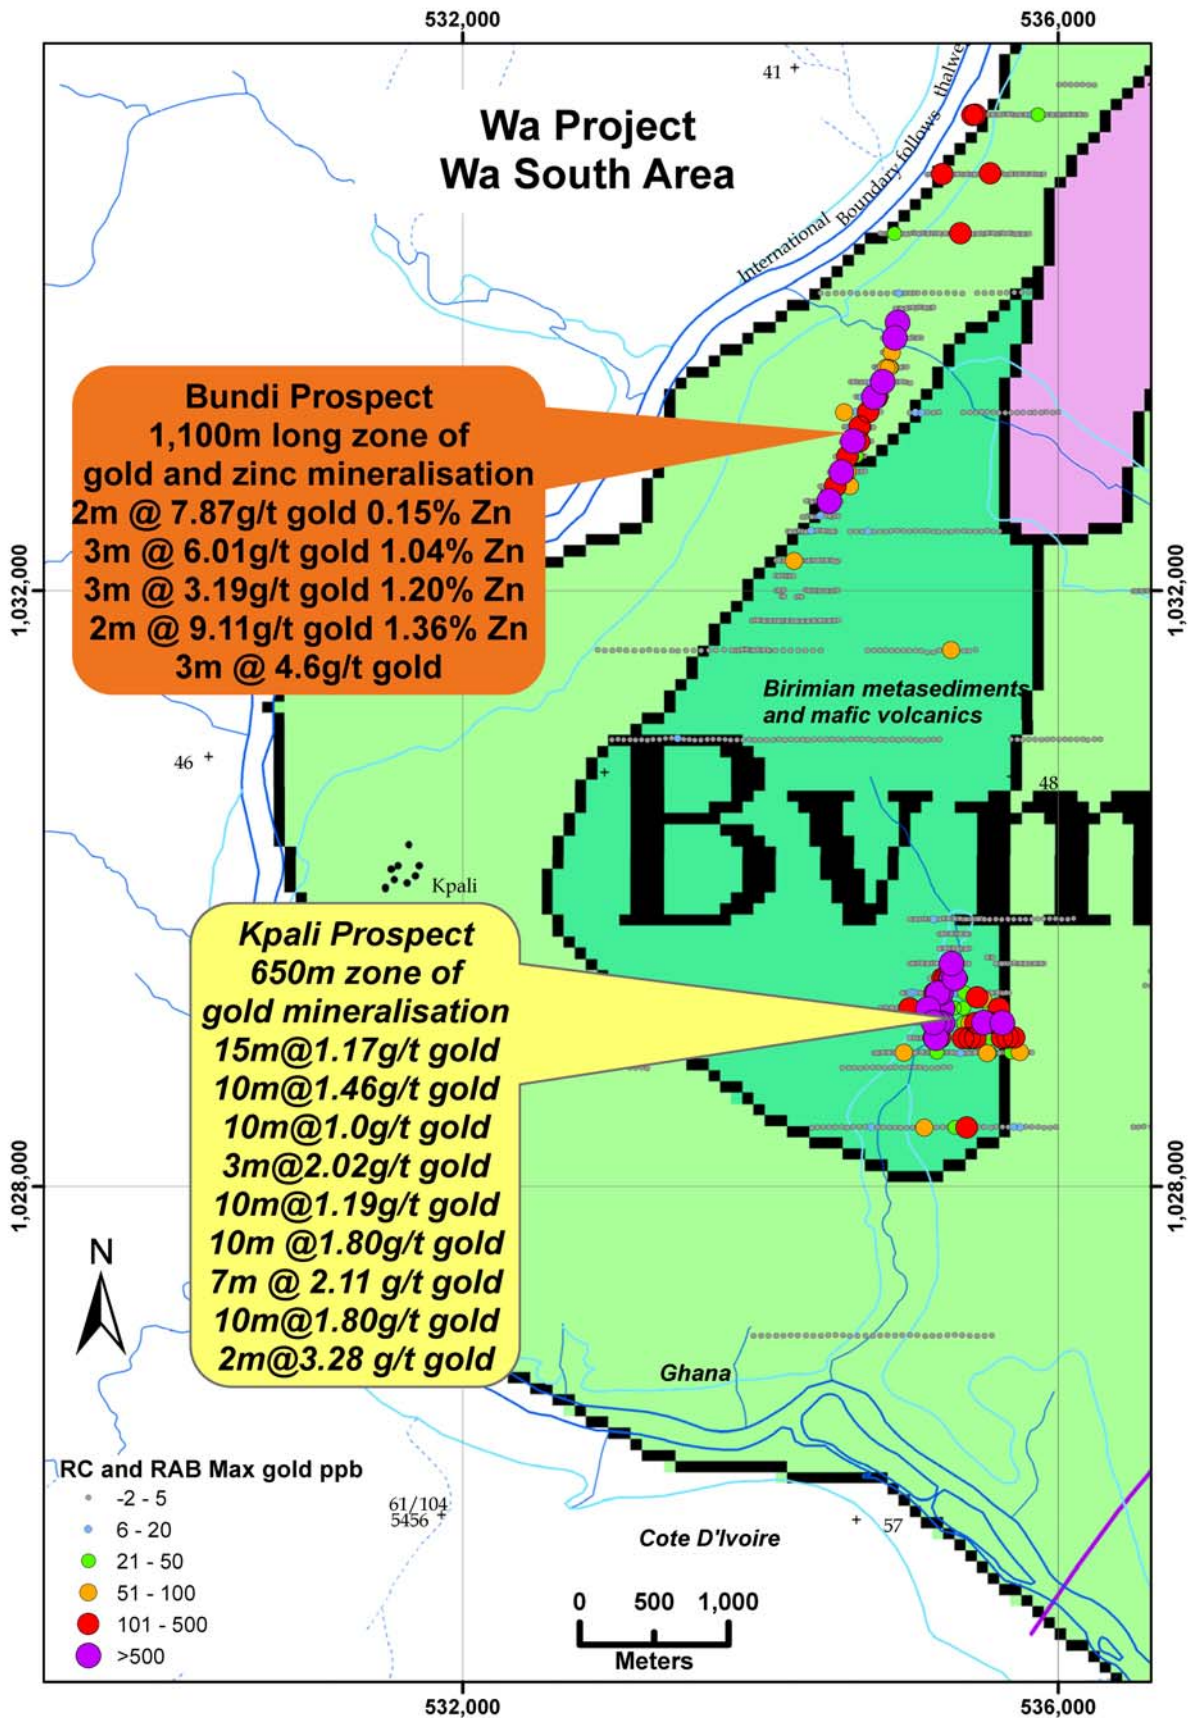 532,000
536,000
41
Wa Project
Wa South Area
International Boundary follows thalwe
Bundi Prospect
1,100m long zone of
gold and zinc mineralisation
2m @ 7.87g/t gold 0.15% Zn
3m @ 6.01g/t gold 1.04% Zn
3m @ 3.19g/t gold 1.20% Zn
2m @ 9.11g/t gold 1.36% Zn
3m @ 4.6g/t gold
1,032,000
1,032,000
Birimian metasediments
and mafic volcanics
46
48
Bvm
Kpali
Kpali Prospect
650m zone of
gold mineralisation
15m@1.17g/t gold
10m@1.46g/t gold
10m@1.0g/t gold
3m@2.02g/t gold
10m@1.19g/t gold
10m @1.80g/t gold
7m @ 2.11 g/t gold
10m@1.80g/t gold
2m@3.28 g/t gold
1,028,000
1,028,000
N
Ghana
RC and RAB Max gold ppb
-2 - 5
6 - 20
21 - 50
51 - 100
101 - 500
>500
61/104
5456
57
Cote D'Ivoire
0 500 1,000
Meters
532,000
536,000